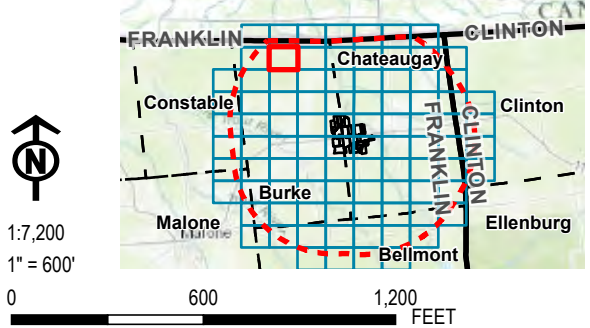 CAN
FRANKLIN
CLINTON
Chateaugay
Constable
Clinton
FRANKLIN
CLINTON
N
Burke
Malone
Malone
Ellenburg
Bellmont
1:7,200
1" = 600'
0 600 1,200
FEET